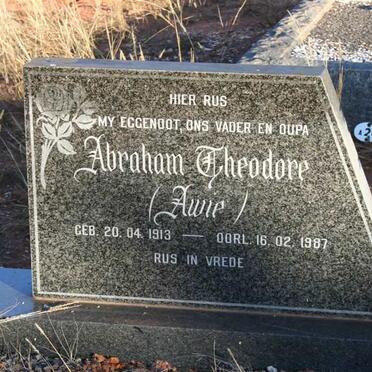 HIER RUS
MY EGGENOOT, ONS VADER EN OUPA
Abraham Theodore
(Awie)
GEB. 20. 04. 1913 — OORL. 16. 02. 1987
RUS IN VREDE